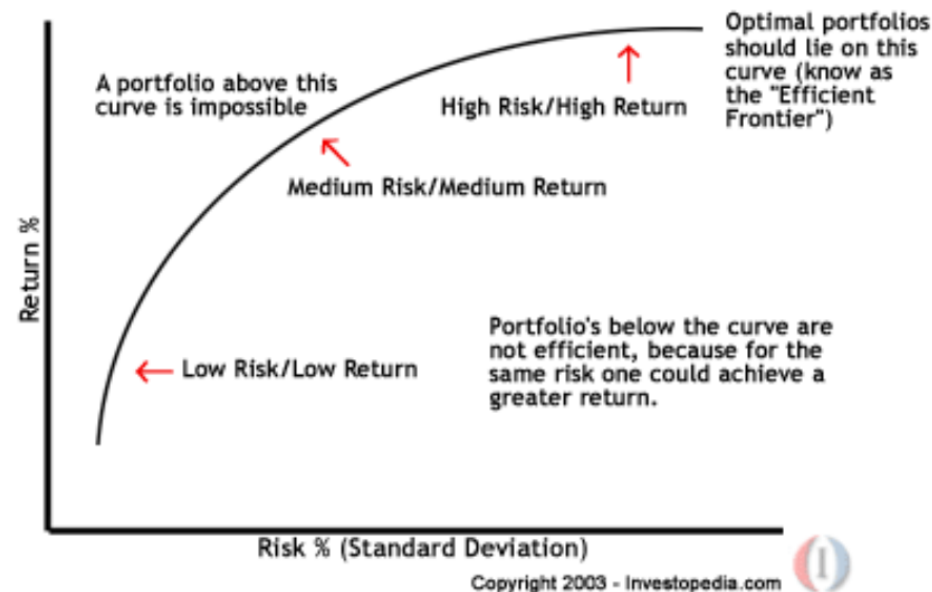 Optimal portfolios
should lie on this
curve (know as
the "Efficient
Frontier")
A portfolio above this
curve is impossible
High Risk/High Return
Medium Risk/Medium Return
Return %
Portfolio's below the curve are
not efficient, because for the
same risk one could achieve a
greater return.
Low Risk/Low Return
Risk % (Standard Deviation)
Copyright 2003 - Investopedia.com
I